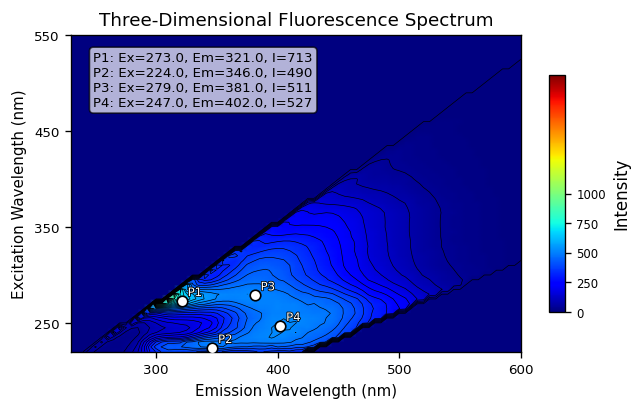 Three-Dimensional Fluorescence Spectrum
P1: Ex=273.0, Em=321.0, I=713
P2: Ex=224.0, Em=346.0, I=490
P3: Ex=279.0, Em=381.0, I=511
P4: Ex=247.0, Em=402.0, I=527
550
450
350
250
Excitation Wavelength (nm)
P1
P3
P4
P2
300
400
500
600
Emission Wavelength (nm)
1000
750
500
250
0
Intensity